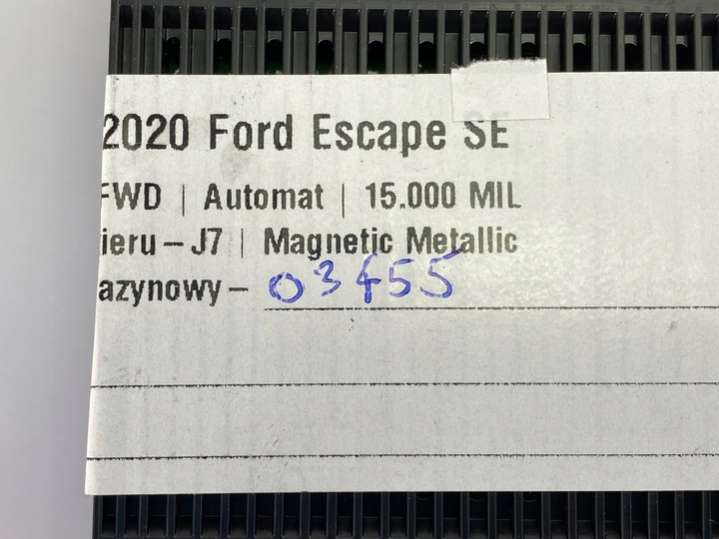 2020 Ford Escape SE
FWD | Automat | 15.000 MIL
ieru – J7 | Magnetic Metallic
azynowy – 03455